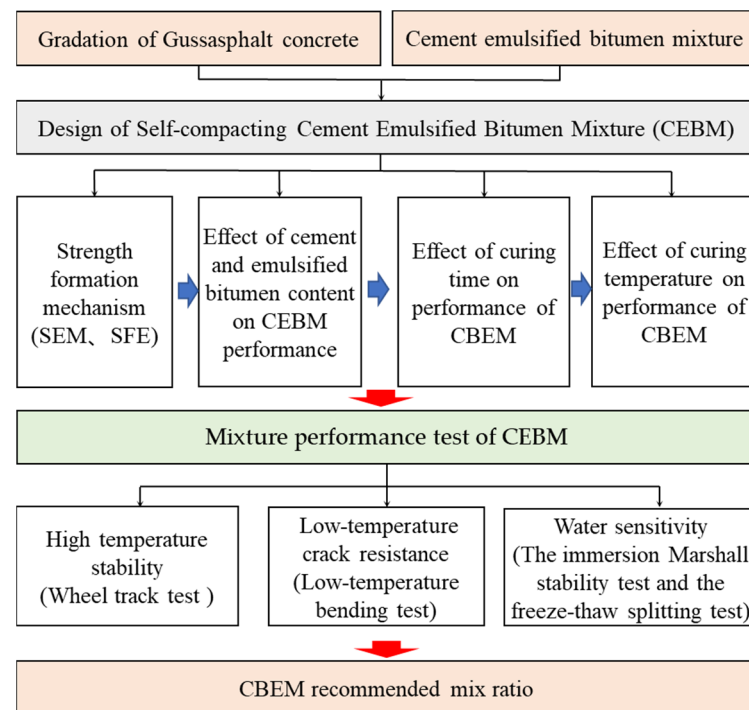 Gradation of Gussasphalt concrete
Cement emulsified bitumen mixture
Design of Self-compacting Cement Emulsified Bitumen Mixture (CEBM)
Strength
formation
mechanism
(SEM、SFE)
Effect of cement
and emulsified
bitumen content
on CEBM
performance
Effect of curing
time on
performance of
CBEM
Effect of curing
temperature on
performance of
CBEM
Mixture performance test of CEBM
High temperature
stability
(Wheel track test )
Low-temperature
crack resistance
(Low-temperature
bending test)
Water sensitivity
(The immersion Marshall
stability test and the
freeze-thaw splitting test)
CBEM recommended mix ratio